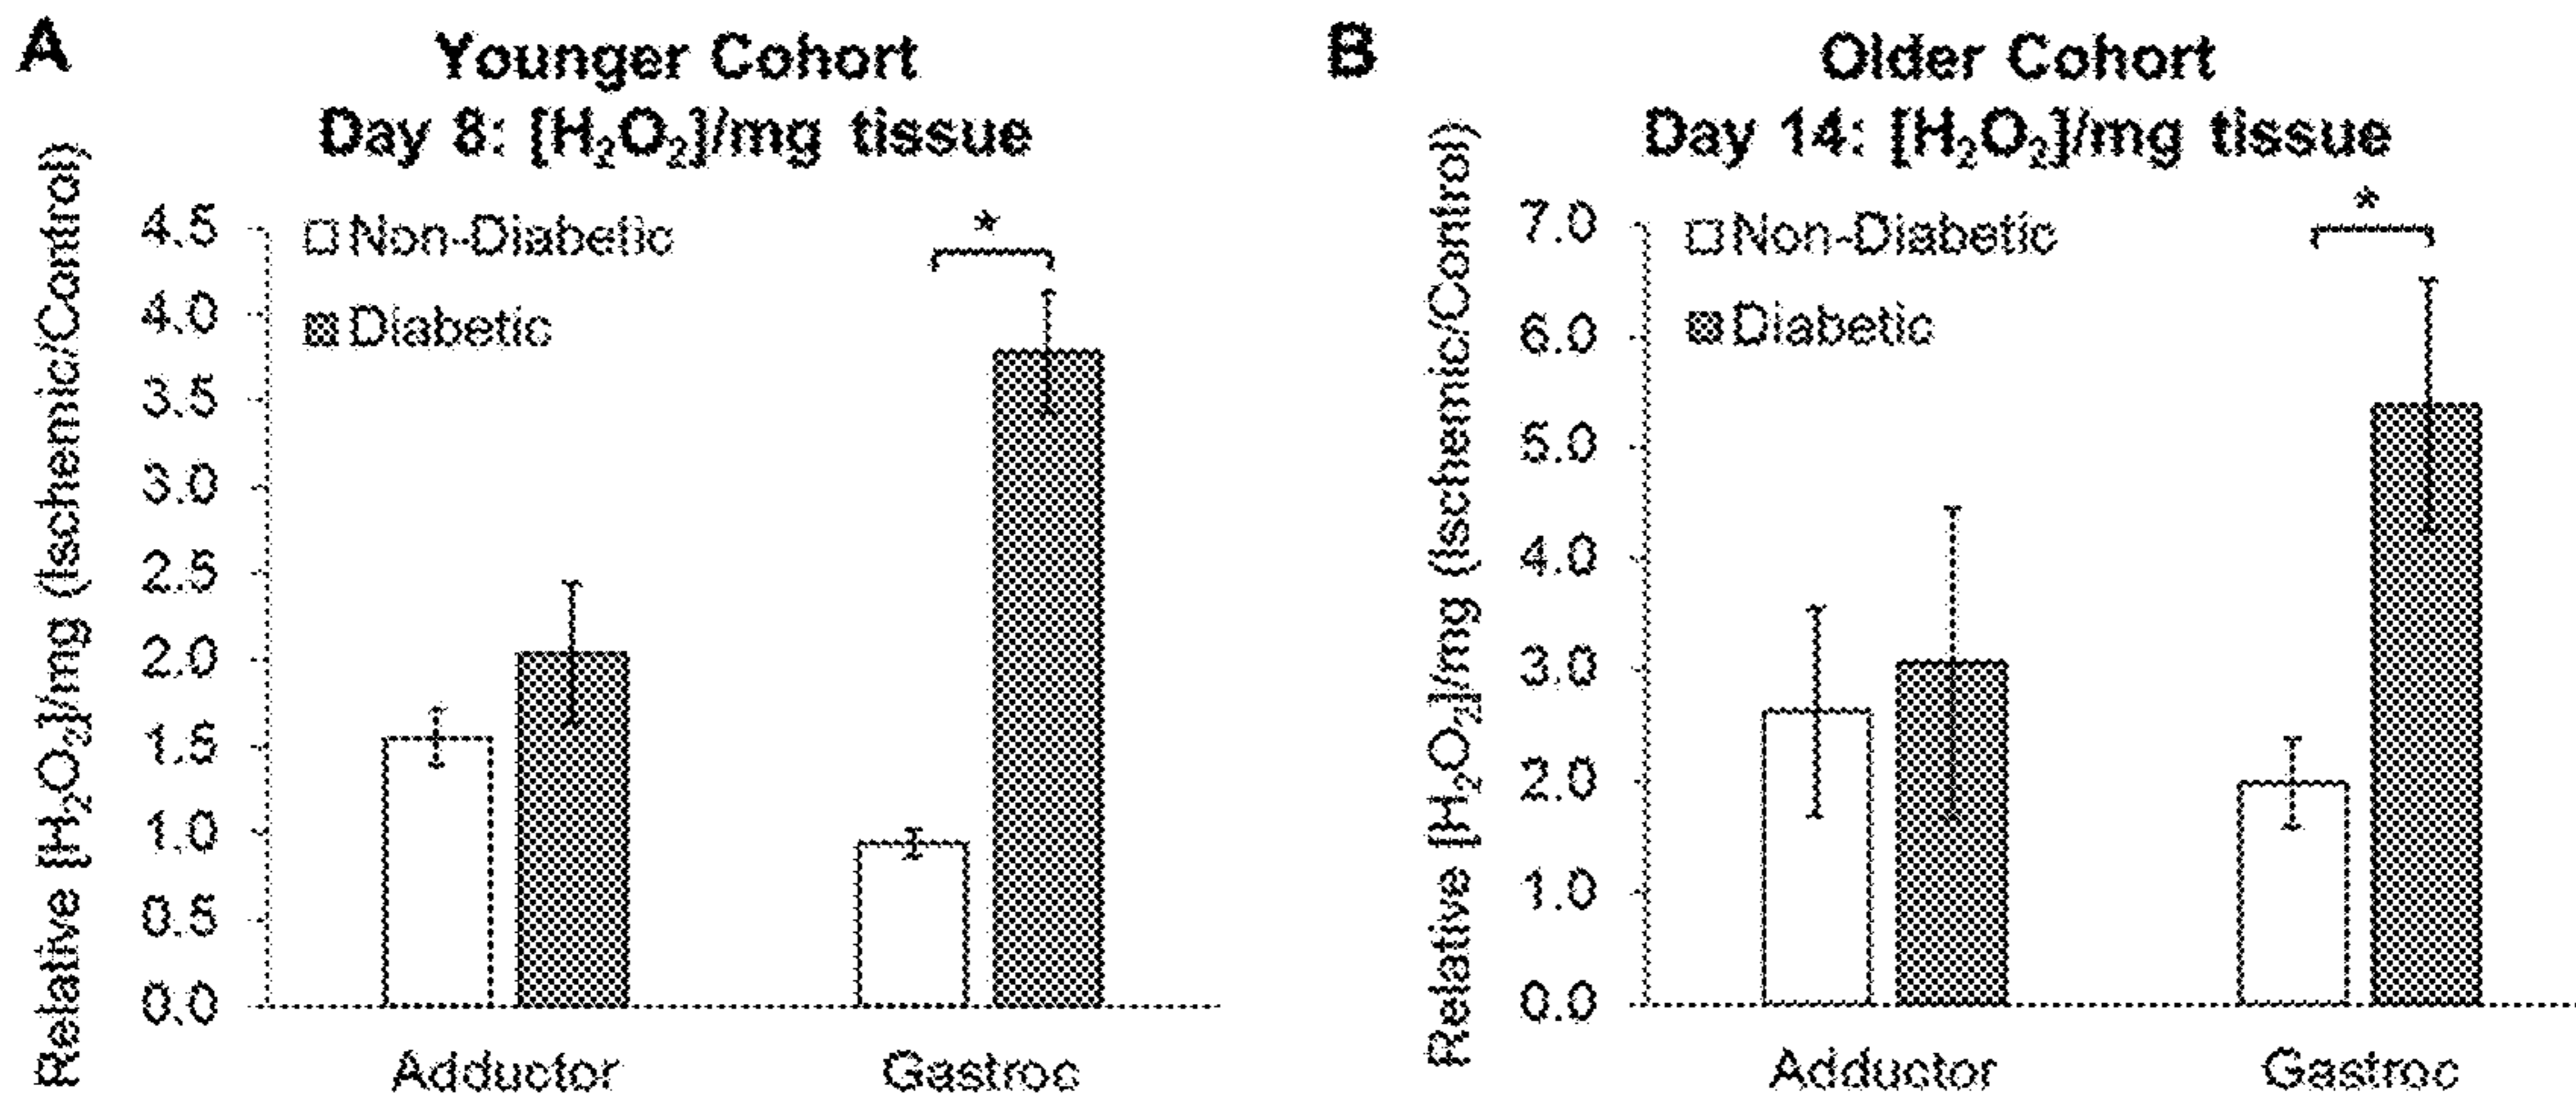 A
Younger Cohort
Day 8: [H₂O₂]/mg tissue
Relative [H₂O₂]/mg (Ischemic/Control)
4.5
4.0
3.5
3.0
2.5
2.0
1.5
1.0
0.5
0.0
Non-Diabetic
Diabetic
*
Adductor
Gastroc
B
Older Cohort
Day 14: [H₂O₂]/mg tissue
Relative [H₂O₂]/mg (Ischemic/Control)
7.0
6.0
5.0
4.0
3.0
2.0
1.0
0.0
Non-Diabetic
Diabetic
*
Adductor
Gastroc